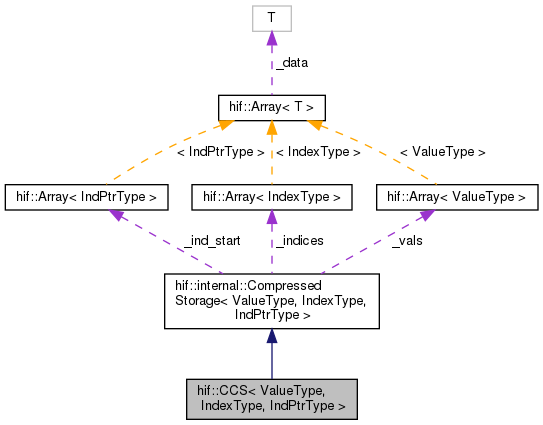 T
_data
hif::Array< T >
< IndPtrType >
< IndexType >
< ValueType >
hif::Array< IndPtrType >
hif::Array< IndexType >
hif::Array< ValueType >
_ind_start
_indices
_vals
hif::internal::Compressed
Storage< ValueType, IndexType,
IndPtrType >
hif::CCS< ValueType,
IndexType, IndPtrType >